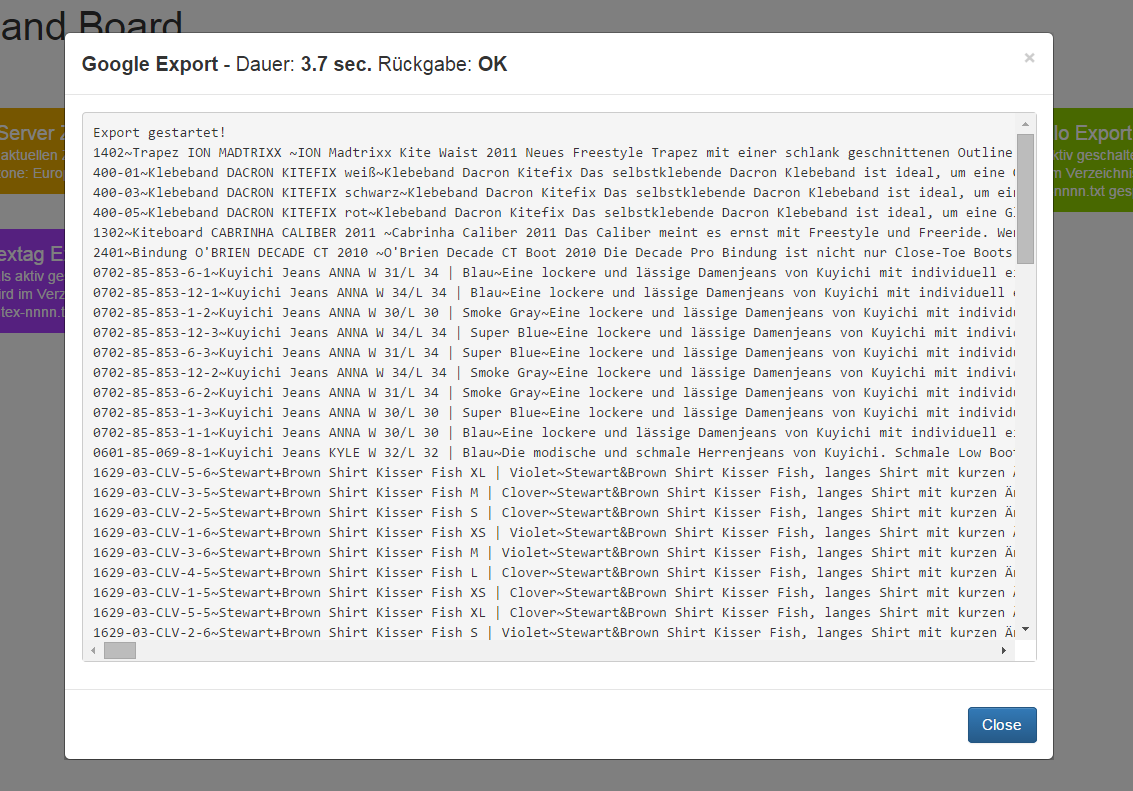 and Board
Google Export - Dauer: 3.7 sec. Rückgabe: OK
×
Server
aktuellen
one: Euro
lo Export
ktiv geschalte
m Verzeichnis
nnnn.txt ges
extag E
ls aktiv ges
ird im Verz
tex-nnnn.t
Export gestartet!
1402~Trapez ION MADTRIXX ~ION Madtrixx Kite Waist 2011 Neues Freestyle Trapez mit einer schlank geschnittenen Outline
400-01~Klebeband DACRON KITEFIX weiß~Klebeband Dacron Kitefix Das selbstklebende Dacron Klebeband ist ideal, um eine
400-03~Klebeband DACRON KITEFIX schwarz~Klebeband Dacron Kitefix Das selbstklebende Dacron Klebeband ist ideal, um ei
400-05~Klebeband DACRON KITEFIX rot~Klebeband Dacron Kitefix Das selbstklebende Dacron Klebeband ist ideal, um eine Gl
1302~Kiteboard CABRINHA CALIBER 2011 ~Cabrinha Caliber 2011 Das Caliber meint es ernst mit Freestyle und Freeride. Wer
2401~Bindung O'BRIEN DECADE CT 2010 ~O'Brien Decade CT Boot 2010 Die Decade Pro Bindung ist nicht nur Close-Toe Boots
0702-85-853-6-1~Kuyichi Jeans ANNA W 31/L 34 | Blau~Eine lockere und lässige Damenjeans von Kuyichi mit individuell ei
0702-85-853-12-1~Kuyichi Jeans ANNA W 34/L 34 | Blau~Eine lockere und lässige Damenjeans von Kuyichi mit individuell
0702-85-853-1-2~Kuyichi Jeans ANNA W 30/L 30 | Smoke Gray~Eine lockere und lässige Damenjeans von Kuyichi mit individu
0702-85-853-12-3~Kuyichi Jeans ANNA W 34/L 34 | Super Blue~Eine lockere und lässige Damenjeans von Kuyichi mit indivi
0702-85-853-6-3~Kuyichi Jeans ANNA W 31/L 34 | Super Blue~Eine lockere und lässige Damenjeans von Kuyichi mit individu
0702-85-853-12-2~Kuyichi Jeans ANNA W 34/L 34 | Smoke Gray~Eine lockere und lässige Damenjeans von Kuyichi mit indivi
0702-85-853-6-2~Kuyichi Jeans ANNA W 31/L 34 | Smoke Gray~Eine lockere und lässige Damenjeans von Kuyichi mit individu
0702-85-853-1-3~Kuyichi Jeans ANNA W 30/L 30 | Super Blue~Eine lockere und lässige Damenjeans von Kuyichi mit individu
0702-85-853-1-1~Kuyichi Jeans ANNA W 30/L 30 | Blau~Eine lockere und lässige Damenjeans von Kuyichi mit individuell ei
0601-85-069-8-1~Kuyichi Jeans KYLE W 32/L 32 | Blau~Die modische und schmale Herrenjeans von Kuyichi. Schmale Low Boot
1629-03-CLV-5-6~Stewart+Brown Shirt Kisser Fish XL | Violet~Stewart&Brown Shirt Kisser Fish, langes Shirt mit kurzen Ä
1629-03-CLV-3-5~Stewart+Brown Shirt Kisser Fish M | Clover~Stewart&Brown Shirt Kisser Fish, langes Shirt mit kurzen Är
1629-03-CLV-2-5~Stewart+Brown Shirt Kisser Fish S | Clover~Stewart&Brown Shirt Kisser Fish, langes Shirt mit kurzen Är
1629-03-CLV-1-6~Stewart+Brown Shirt Kisser Fish XS | Violet~Stewart&Brown Shirt Kisser Fish, langes Shirt mit kurzen Ä
1629-03-CLV-3-6~Stewart+Brown Shirt Kisser Fish M | Violet~Stewart&Brown Shirt Kisser Fish, langes Shirt mit kurzen Är
1629-03-CLV-4-5~Stewart+Brown Shirt Kisser Fish L | Clover~Stewart&Brown Shirt Kisser Fish, langes Shirt mit kurzen Är
1629-03-CLV-1-5~Stewart+Brown Shirt Kisser Fish XS | Clover~Stewart&Brown Shirt Kisser Fish, langes Shirt mit kurzen Ä
1629-03-CLV-5-5~Stewart+Brown Shirt Kisser Fish XL | Clover~Stewart&Brown Shirt Kisser Fish, langes Shirt mit kurzen Ä
1629-03-CLV-2-6~Stewart+Brown Shirt Kisser Fish S | Violet~Stewart&Brown Shirt Kisser Fish, langes Shirt mit kurzen Är
Close